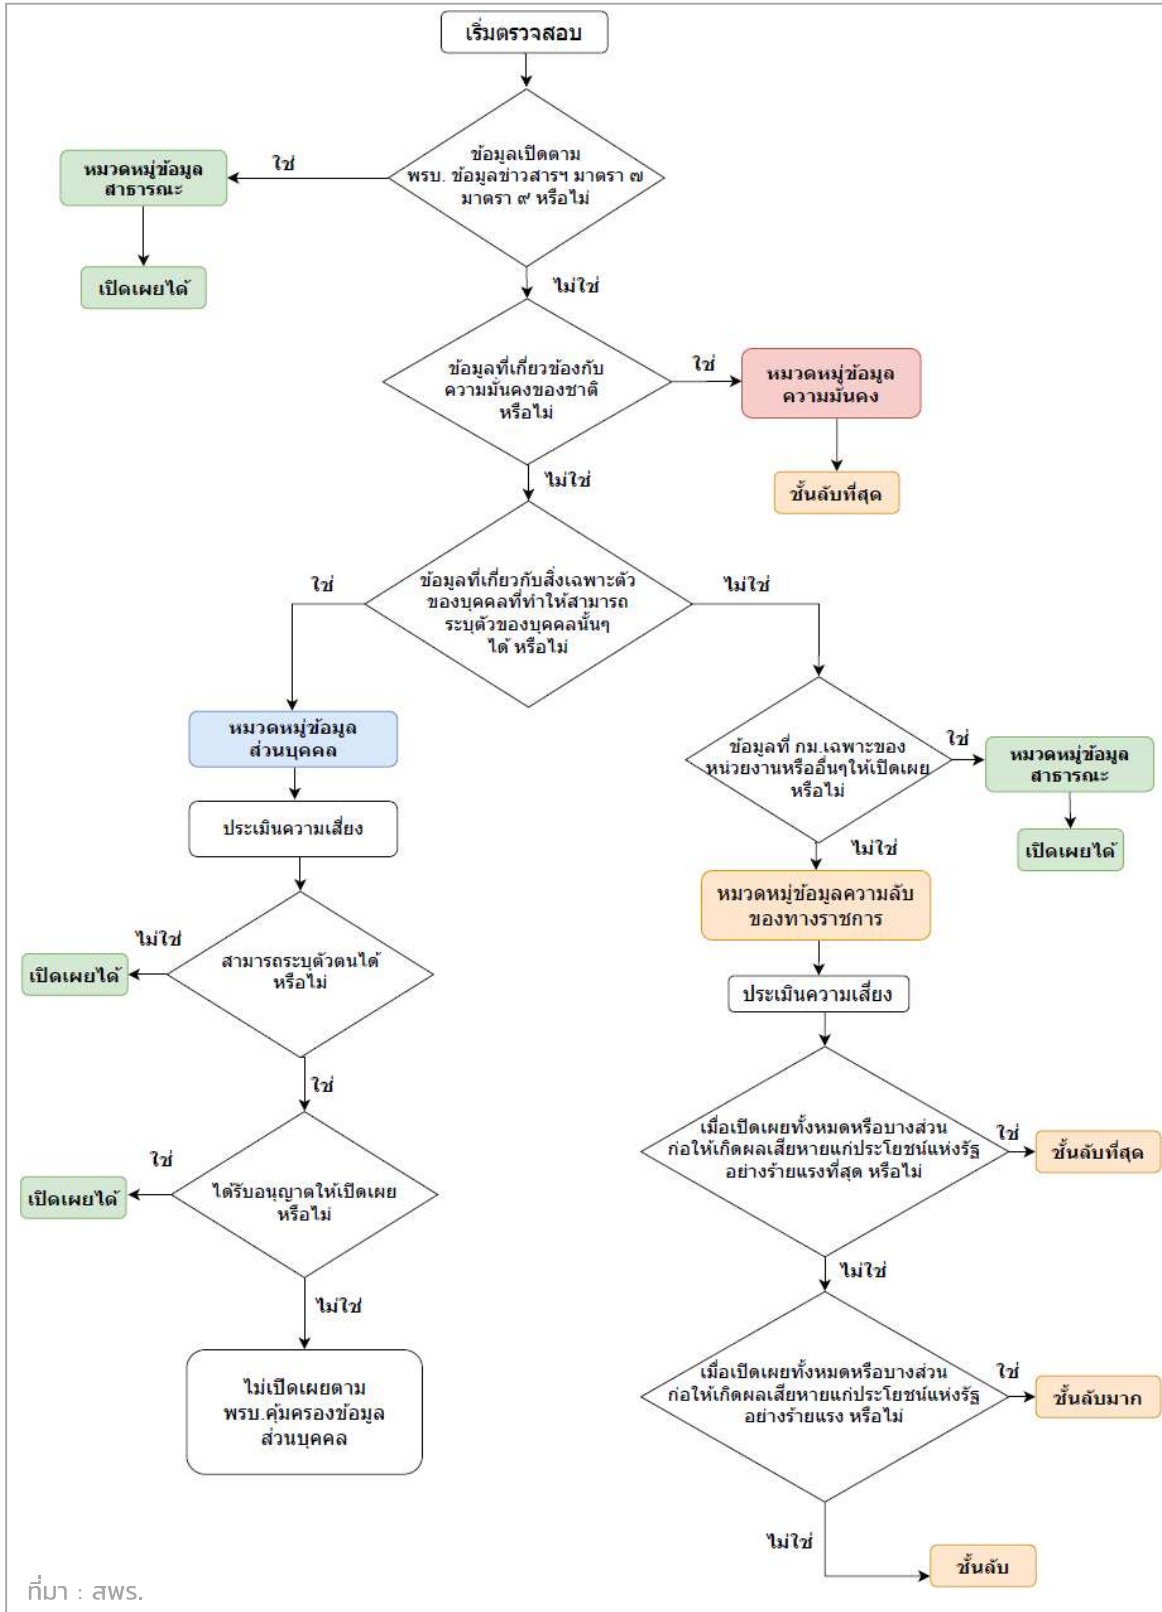 เริ่มตรวจสอบ
ข้อมูลเปิดตาม
พรบ. ข้อมูลข่าวสารฯ มาตรา ๗
มาตรา ๙ หรือไม่
ใช่
หมวดหมู่ข้อมูล
สาธารณะ
เปิดเผยได้
ไม่ใช่
ข้อมูลที่เกี่ยวข้องกับ
ความมั่นคงของชาติ
หรือไม่
ใช่
หมวดหมู่ข้อมูล
ความมั่นคง
ชั้นลับที่สุด
ไม่ใช่
ข้อมูลที่เกี่ยวกับสิ่งเฉพาะตัว
ของบุคคลที่ทำให้สามารถ
ระบุตัวของบุคคลนั้นๆ
ได้ หรือไม่
ใช่
ไม่ใช่
หมวดหมู่ข้อมูล
ส่วนบุคคล
ประเมินความเสี่ยง
สามารถระบุตัวตนได้
หรือไม่
ไม่ใช่
เปิดเผยได้
ใช่
ได้รับอนุญาตให้เปิดเผย
หรือไม่
ใช่
เปิดเผยได้
ไม่ใช่
ไม่เปิดเผยตาม
พรบ.คุ้มครองข้อมูล
ส่วนบุคคล
ข้อมูลที่ กม.เฉพาะของ
หน่วยงานหรืออื่นๆให้เปิดเผย
หรือไม่
ใช่
หมวดหมู่ข้อมูล
สาธารณะ
เปิดเผยได้
ไม่ใช่
หมวดหมู่ข้อมูลความลับ
ของทางราชการ
ประเมินความเสี่ยง
เมื่อเปิดเผยทั้งหมดหรือบางส่วน
ก่อให้เกิดผลเสียหายแก่ประโยชน์แห่งรัฐ
อย่างร้ายแรงที่สุด หรือไม่
ใช่
ชั้นลับที่สุด
ไม่ใช่
เมื่อเปิดเผยทั้งหมดหรือบางส่วน
ก่อให้เกิดผลเสียหายแก่ประโยชน์แห่งรัฐ
อย่างร้ายแรง หรือไม่
ใช่
ชั้นลับมาก
ไม่ใช่
ชั้นลับ
ที่มา : สพร.